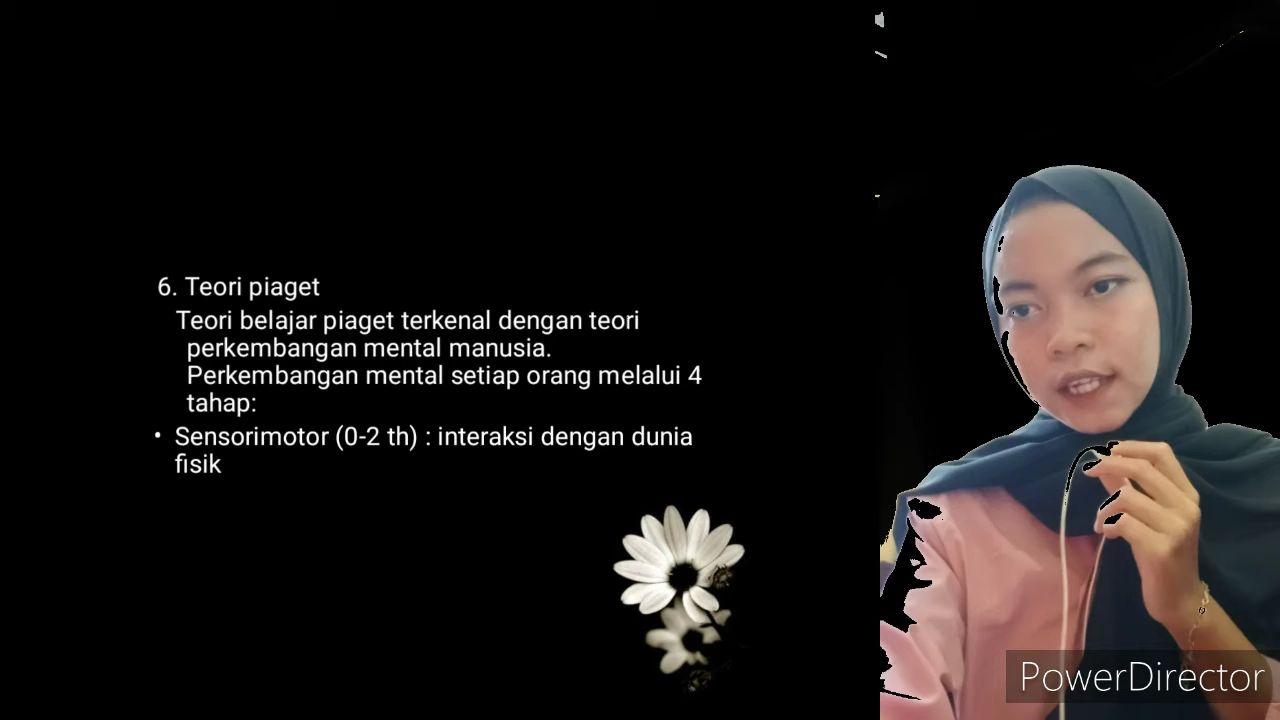 6. Teori piaget
Teori belajar piaget terkenal dengan teori
perkembangan mental manusia.
Perkembangan mental setiap orang melalui 4
tahap:
• Sensorimotor (0-2 th) : interaksi dengan dunia
fisik
PowerDirector